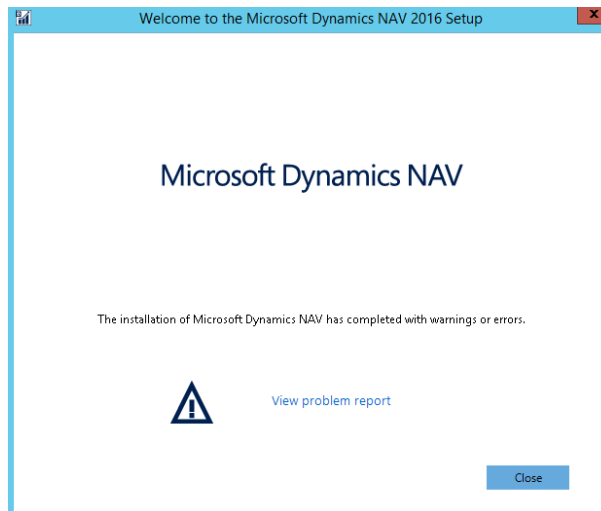 Welcome to the Microsoft Dynamics NAV 2016 Setup
x
Microsoft Dynamics NAV
The installation of Microsoft Dynamics NAV has completed with warnings or errors.
View problem report
Close